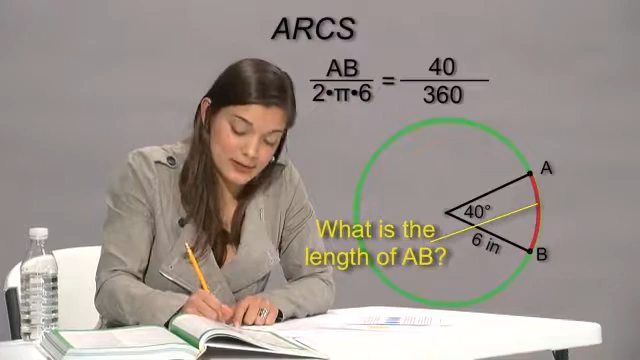 ARCS
AB/2•π•6 = 40/360
A
40°
What is the
length of AB?
6 in
B